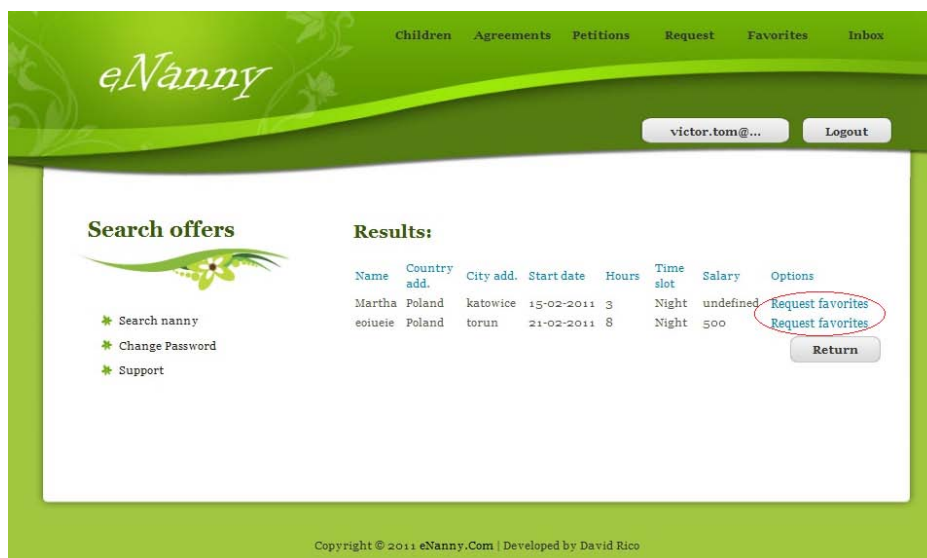 Children Agreements Petitions Request Favorites Inbox
eNanny
victor.tom@... Logout
Search offers
Search nanny
Change Password
Support
Results:
Name Country add. City add. Start date Hours Time slot Salary Options
Martha Poland katowice 15-02-2011 3 Night undefined Request favorites
eoiueie Poland torun 21-02-2011 8 Night 500 Request favorites
Return
Copyright © 2011 eNanny.Com | Developed by David Rico